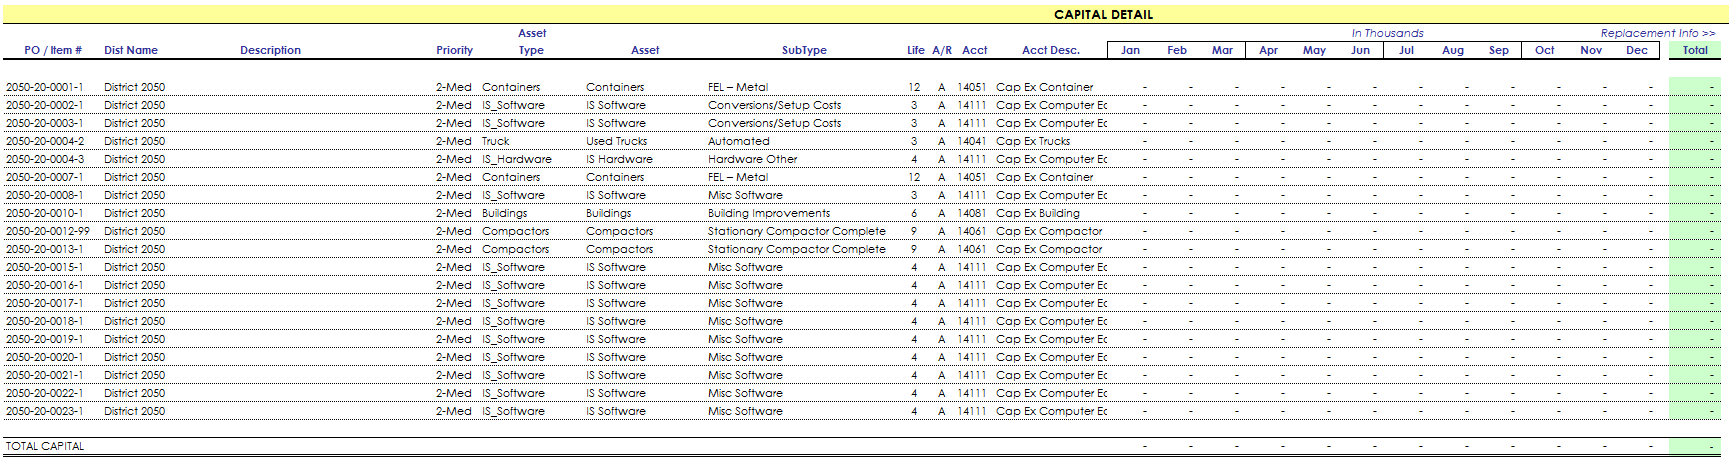 CAPITAL DETAIL
Asset In Thousands Replacement Info >>
PO / Item # Dist Name Description Priority Type Asset SubType Life A/R Acct Acct Desc. Jan Feb Mar Apr May Jun Jul Aug Sep Oct Nov Dec Total
2050-20-0001-1 District 2050 2-Med Containers Containers FEL – Metal 12 A 14051 Cap Ex Container - - - - - - - - - - - - -
2050-20-0002-1 District 2050 2-Med IS_Software IS Software Conversions/Setup Costs 3 A 14111 Cap Ex Computer Ec - - - - - - - - - - - - -
2050-20-0003-1 District 2050 2-Med IS_Software IS Software Conversions/Setup Costs 3 A 14111 Cap Ex Computer Ec - - - - - - - - - - - - -
2050-20-0004-2 District 2050 2-Med Truck Used Trucks Automated 3 A 14041 Cap Ex Trucks - - - - - - - - - - - - -
2050-20-0004-3 District 2050 2-Med IS_Hardware IS Hardware Hardware Other 4 A 14111 Cap Ex Computer Ec - - - - - - - - - - - - -
2050-20-0007-1 District 2050 2-Med Containers Containers FEL – Metal 12 A 14051 Cap Ex Container - - - - - - - - - - - - -
2050-20-0008-1 District 2050 2-Med IS_Software IS Software Misc Software 3 A 14111 Cap Ex Computer Ec - - - - - - - - - - - - -
2050-20-0010-1 District 2050 2-Med Buildings Buildings Building Improvements 6 A 14081 Cap Ex Building - - - - - - - - - - - - -
2050-20-0012-99 District 2050 2-Med Compactors Compactors Stationary Compactor Complete 9 A 14061 Cap Ex Compactor - - - - - - - - - - - - -
2050-20-0013-1 District 2050 2-Med Compactors Compactors Stationary Compactor Complete 9 A 14061 Cap Ex Compactor - - - - - - - - - - - - -
2050-20-0015-1 District 2050 2-Med IS_Software IS Software Misc Software 4 A 14111 Cap Ex Computer Ec - - - - - - - - - - - - -
2050-20-0016-1 District 2050 2-Med IS_Software IS Software Misc Software 4 A 14111 Cap Ex Computer Ec - - - - - - - - - - - - -
2050-20-0017-1 District 2050 2-Med IS_Software IS Software Misc Software 4 A 14111 Cap Ex Computer Ec - - - - - - - - - - - - -
2050-20-0018-1 District 2050 2-Med IS_Software IS Software Misc Software 4 A 14111 Cap Ex Computer Ec - - - - - - - - - - - - -
2050-20-0019-1 District 2050 2-Med IS_Software IS Software Misc Software 4 A 14111 Cap Ex Computer Ec - - - - - - - - - - - - -
2050-20-0020-1 District 2050 2-Med IS_Software IS Software Misc Software 4 A 14111 Cap Ex Computer Ec - - - - - - - - - - - - -
2050-20-0021-1 District 2050 2-Med IS_Software IS Software Misc Software 4 A 14111 Cap Ex Computer Ec - - - - - - - - - - - - -
2050-20-0022-1 District 2050 2-Med IS_Software IS Software Misc Software 4 A 14111 Cap Ex Computer Ec - - - - - - - - - - - - -
2050-20-0023-1 District 2050 2-Med IS_Software IS Software Misc Software 4 A 14111 Cap Ex Computer Ec - - - - - - - - - - - - -
TOTAL CAPITAL - - - - - - - - - - - - -